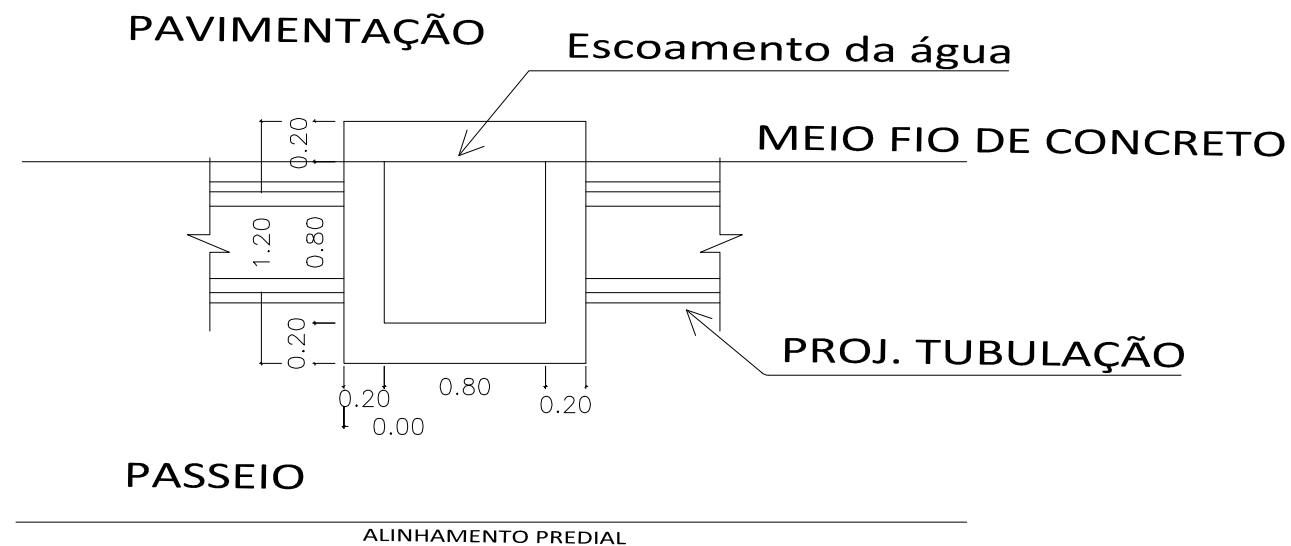 PAVIMENTAÇÃO
Escoamento da água
MEIO FIO DE CONCRETO
0.20
1.20
0.80
0.20
PROJ. TUBULAÇÃO
0.20
0.80
0.20
0.00
PASSEIO
ALINHAMENTO PREDIAL